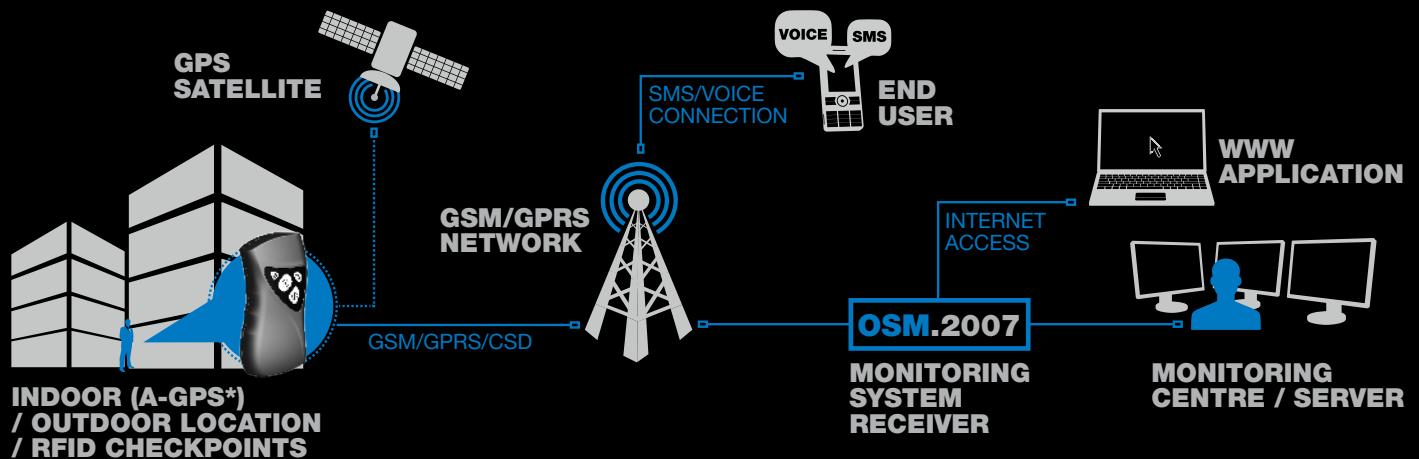 GPS
SATELLITE
VOICE
SMS
SMS/VOICE
CONNECTION
END
USER
WWW
APPLICATION
GSM/GPRS
NETWORK
INTERNET
ACCESS
GSM/GPRS/CSD
OSM.2007
MONITORING
SYSTEM
RECEIVER
MONITORING
CENTRE / SERVER
INDOOR (A-GPS*)
/ OUTDOOR LOCATION
/ RFID CHECKPOINTS